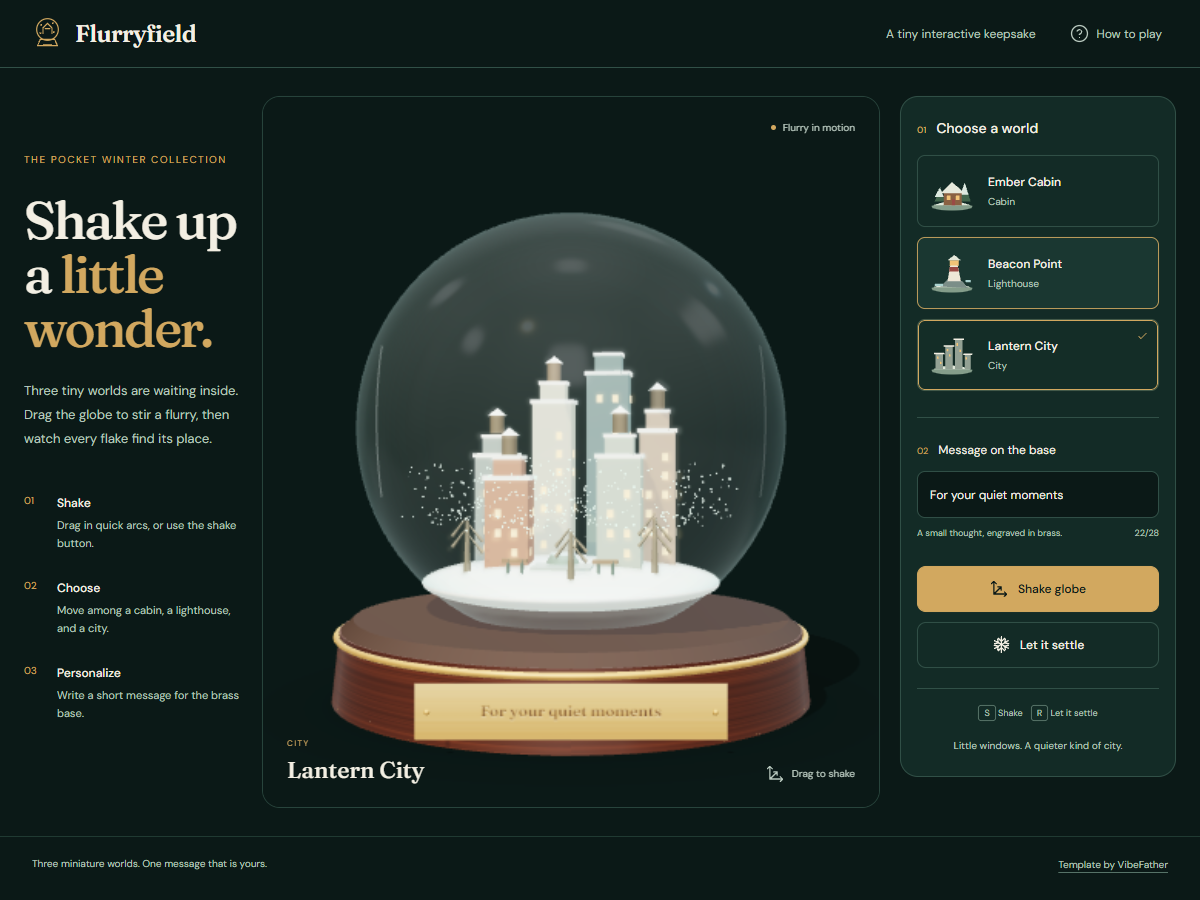 Flurryfield
A tiny interactive keepsake
How to play
THE POCKET WINTER COLLECTION
Shake up
a little
wonder.
Three tiny worlds are waiting inside.
Drag the globe to stir a flurry, then
watch every flake find its place.
01 Shake
Drag in quick arcs, or use the shake
button.
02 Choose
Move among a cabin, a lighthouse,
and a city.
03 Personalize
Write a short message for the brass
base.
Flurry in motion
For your quiet moments
CITY
Lantern City
Drag to shake
01 Choose a world
Ember Cabin
Cabin
Beacon Point
Lighthouse
Lantern City
City
02 Message on the base
For your quiet moments
A small thought, engraved in brass. 22/28
Shake globe
Let it settle
S Shake R Let it settle
Little windows. A quieter kind of city.
Three miniature worlds. One message that is yours.
Template by VibeFather